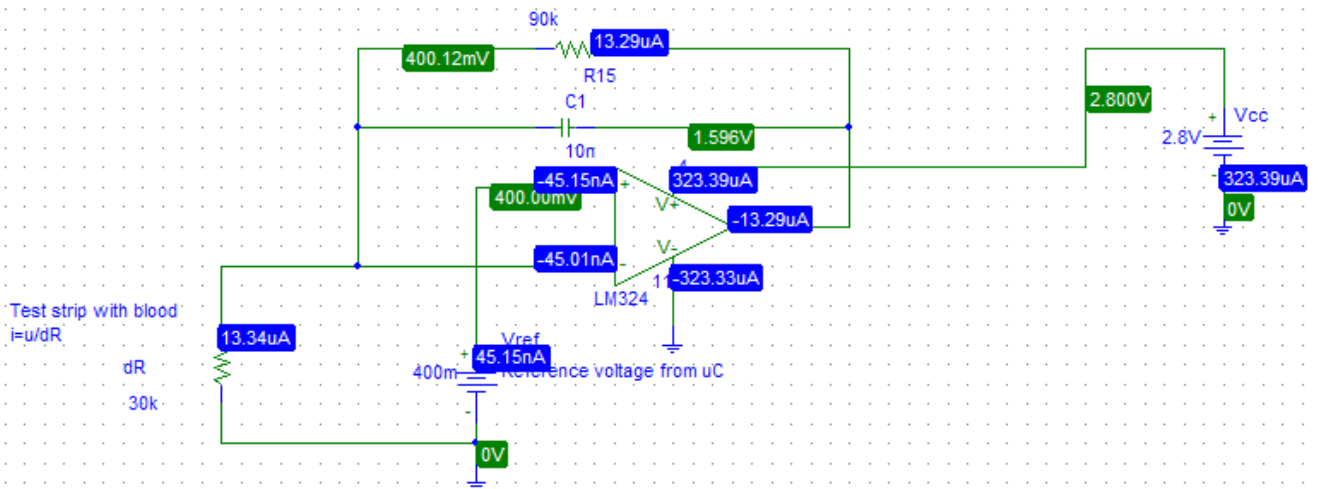 90k
13.29uA
400.12mV
R15
C1
2.800V
+
Vcc
1.596V
2.8V
10n
-45.15nA
+
323.39uA
-
323.39uA
400.00mV
V+
-13.29uA
0V
-45.01nA
-
V-
11
-323.33uA
LM324
Test strip with blood
i=u/dR
13.34uA
Vref
+
45.15nA
dR
400m
Reference voltage from uC
30k
-
0V